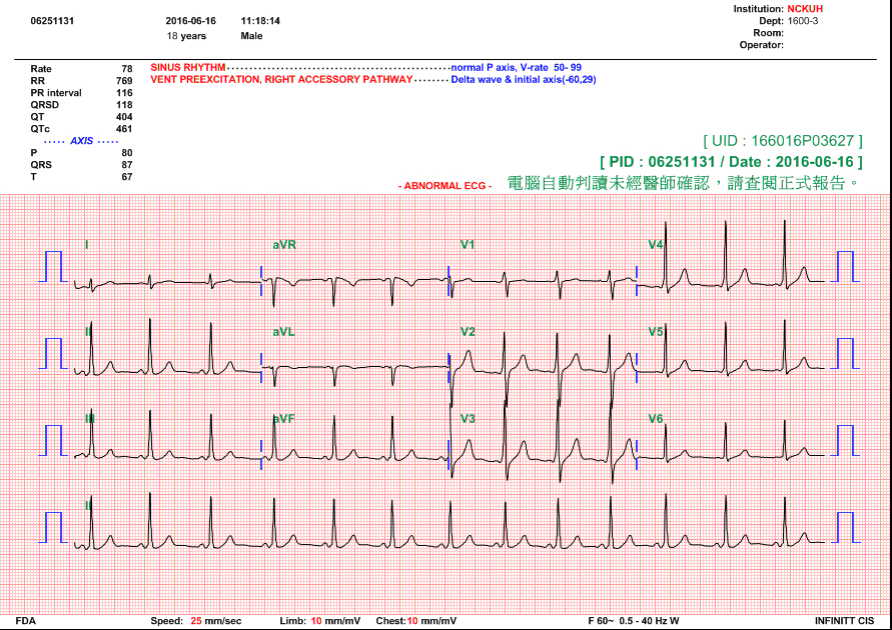 Institution: NCKUH
06251131 2016-06-16 11:18:14 Dept: 1600-3
18 years Male Room:
Operator:
Rate 78 SINUS RHYTHM normal P axis, V-rate 50- 99
RR 769 VENT PREEXCITATION, RIGHT ACCESSORY PATHWAY Delta wave & initial axis(-60,29)
PR interval 116
QRSD 118
QT 404
QTc 461
----- AXIS -----
P 80
QRS 87
T 67
[ UID : 166016P03627 ]
[ PID : 06251131 / Date : 2016-06-16 ]
- ABNORMAL ECG - 電腦自動判讀未經醫師確認，請查閱正式報告。
I aVR V1 V4
II aVL V2 V5
III aVF V3 V6
II
FDA Speed: 25 mm/sec Limb: 10 mm/mV Chest: 10 mm/mV F 60~ 0.5 - 40 Hz W INFINITT CIS